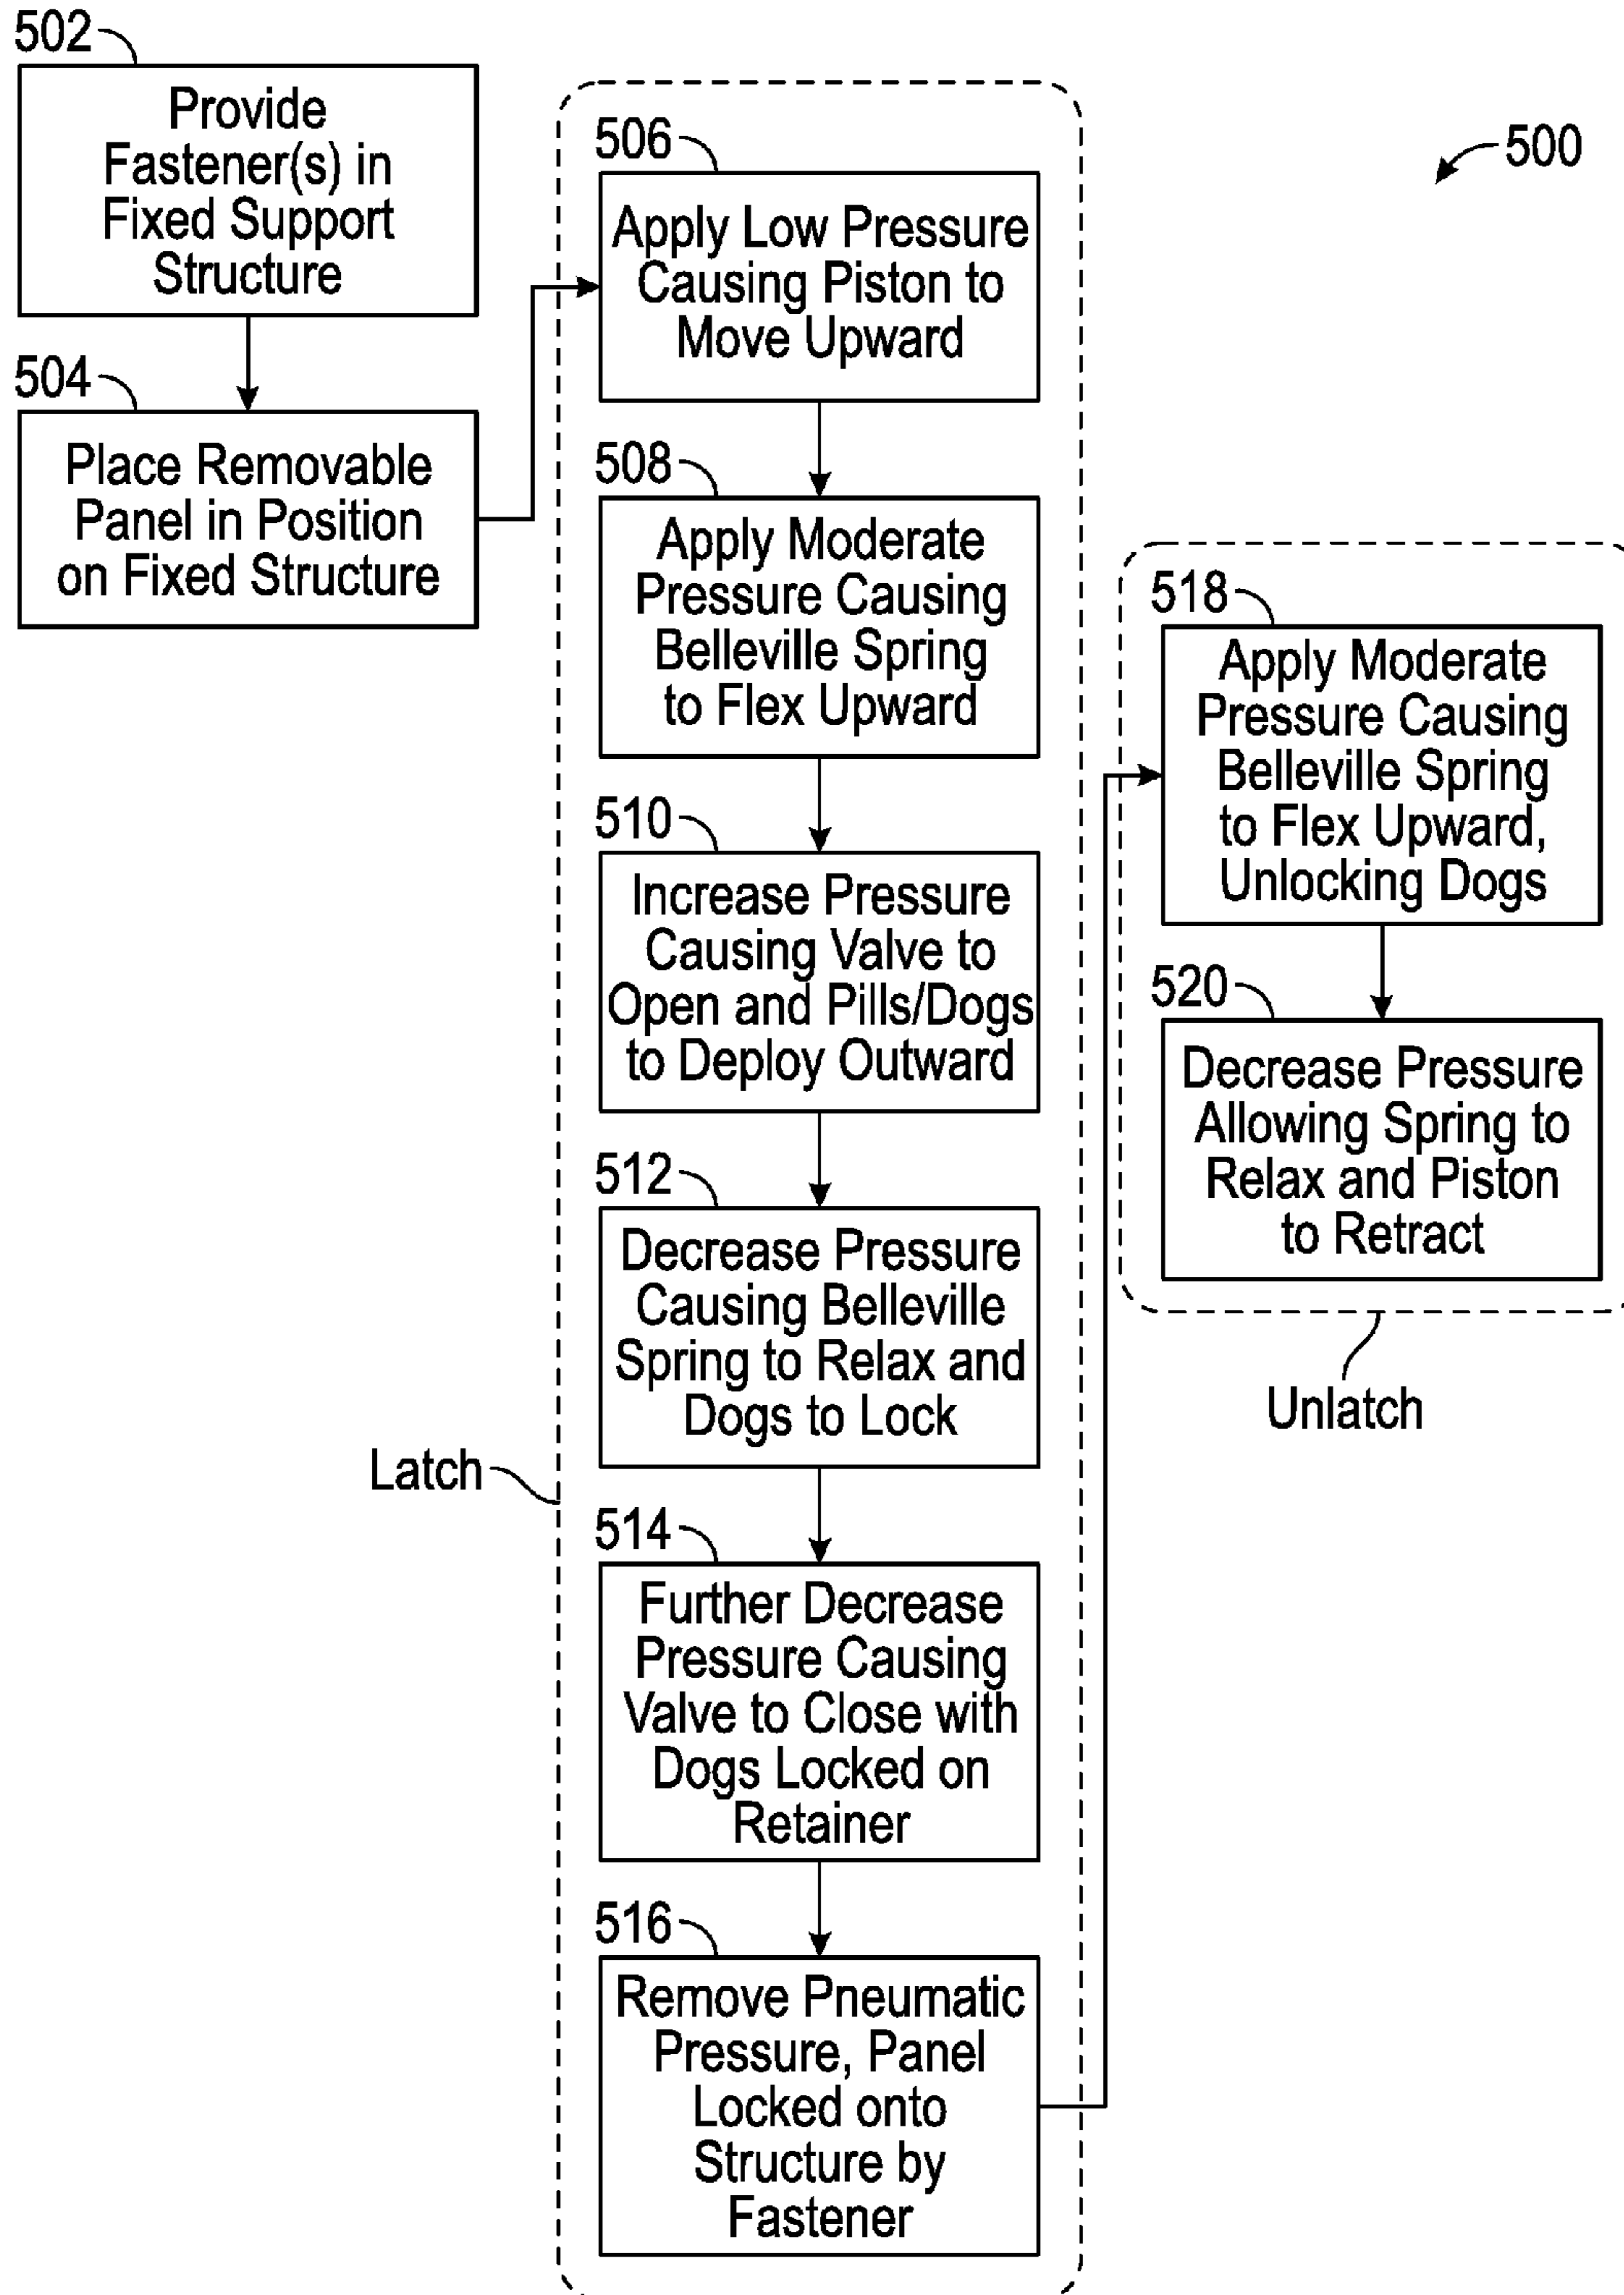 502
Provide
Fastener(s) in
Fixed Support
Structure
504
Place Removable
Panel in Position
on Fixed Structure
500
506
Apply Low Pressure
Causing Piston to
Move Upward
508
Apply Moderate
Pressure Causing
Belleville Spring
to Flex Upward
510
Increase Pressure
Causing Valve to
Open and Pills/Dogs
to Deploy Outward
512
Decrease Pressure
Causing Belleville
Spring to Relax and
Dogs to Lock
Latch
514
Further Decrease
Pressure Causing
Valve to Close with
Dogs Locked on
Retainer
516
Remove Pneumatic
Pressure, Panel
Locked onto
Structure by
Fastener
518
Apply Moderate
Pressure Causing
Belleville Spring
to Flex Upward,
Unlocking Dogs
520
Decrease Pressure
Allowing Spring to
Relax and Piston
to Retract
Unlatch